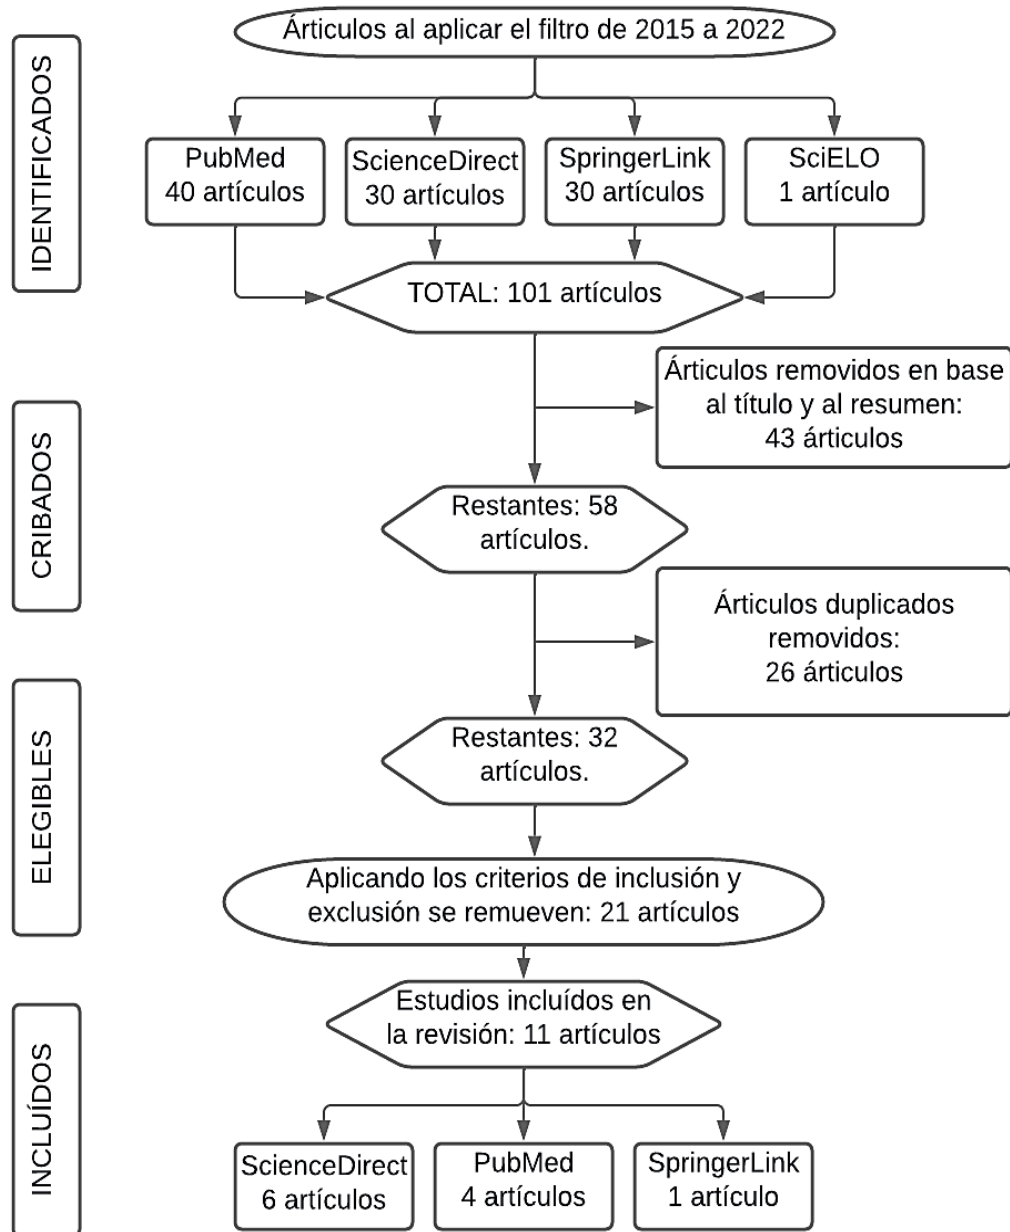 Árticulos al aplicar el filtro de 2015 a 2022
IDENTIFICADOS
PubMed
40 artículos
ScienceDirect
30 artículos
SpringerLink
30 artículos
SciELO
1 artículo
TOTAL: 101 artículos
Árticulos removidos en base
al título y al resumen:
43 árticulos
CRIBADOS
Restantes: 58
artículos.
Árticulos duplicados
removidos:
26 árticulos
ELEGIBLES
Restantes: 32
artículos.
Aplicando los criterios de inclusión y
exclusión se remueven: 21 artículos
INCLUÍDOS
Estudios incluídos en
la revisión: 11 artículos
ScienceDirect
6 artículos
PubMed
4 artículos
SpringerLink
1 artículo